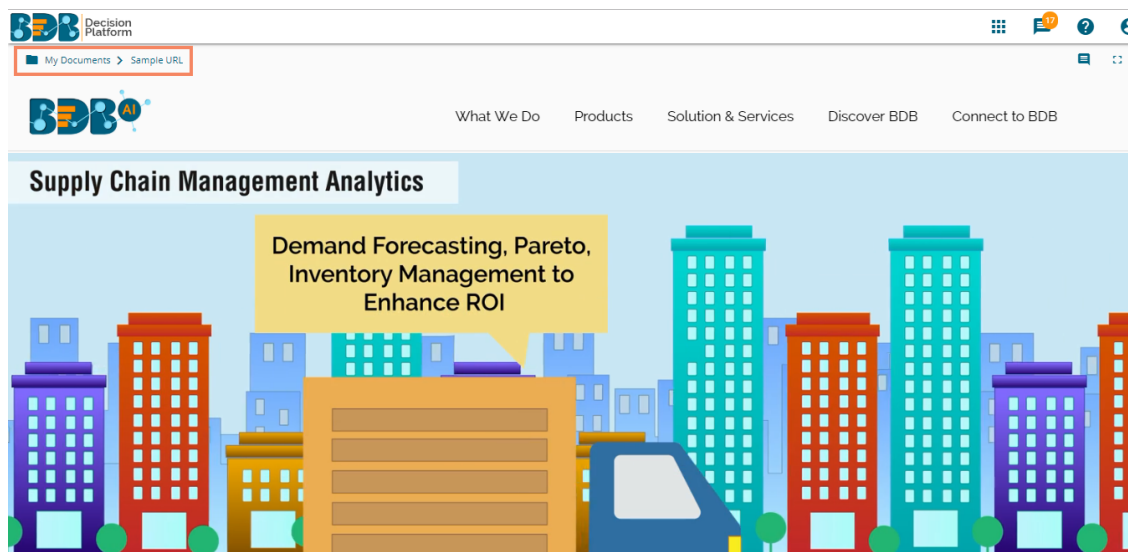 BDB Decision
Platform
17
My Documents > Sample URL
BDB AI
What We Do Products Solution & Services Discover BDB Connect to BDB
Supply Chain Management Analytics
Demand Forecasting, Pareto,
Inventory Management to
Enhance ROI